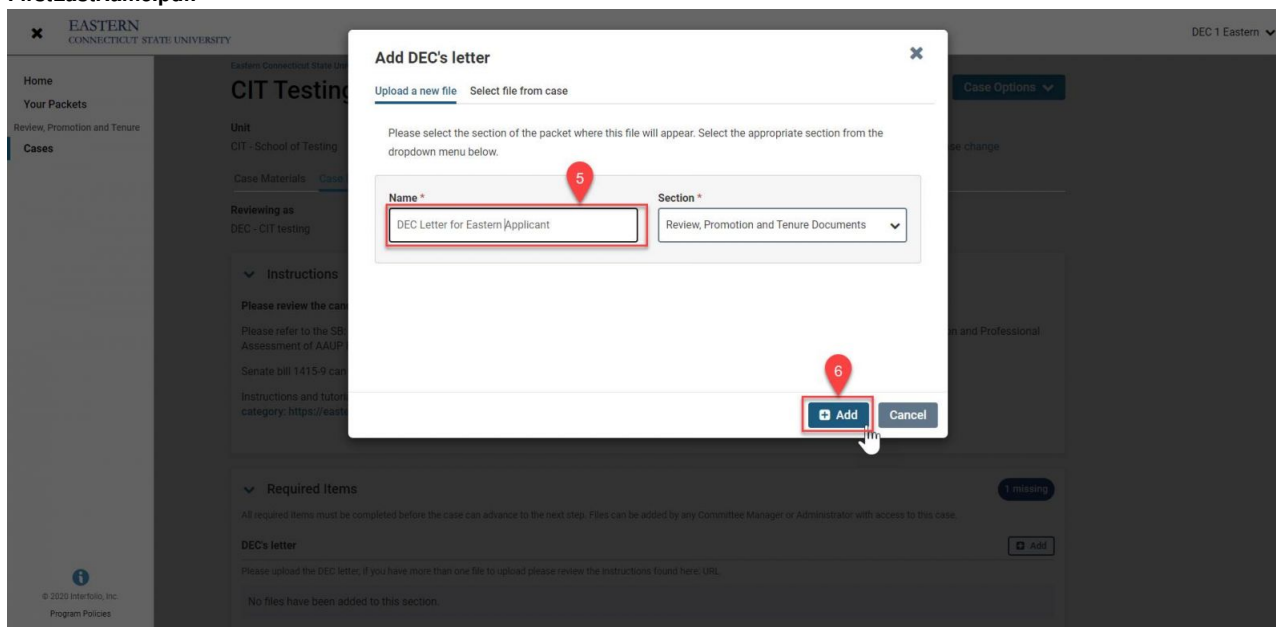 EASTERN
CONNECTICUT STATE UNIVERSITY
DEC 1 Eastern
Home
Your Packets
Review, Promotion and Tenure
Cases
CIT Testing
Case Options
Unit
CIT - School of Testing
Case Materials
Reviewing as
DEC - CIT testing
Add DEC's letter
Upload a new file Select file from case
Please select the section of the packet where this file will appear. Select the appropriate section from the
dropdown menu below.
5
Name * Section *
DEC Letter for Eastern Applicant Review, Promotion and Tenure Documents
6
Add Cancel
Instructions
Please review the
Please refer to the SB: and Professional
Assessment of AAUP
Senate bill 1415-9 can
Instructions and
category: https://
Required Items 1 missing
All required items must be completed before the case can advance to the next step. Files can be added by any Committee Manager or Administrator with access to this case.
DEC's letter Add
Please upload the DEC letter, if you have more than one file to upload please review the instructions found here; URL.
No files have been added to this section.
© 2020 Interfolio, Inc
Program Policies